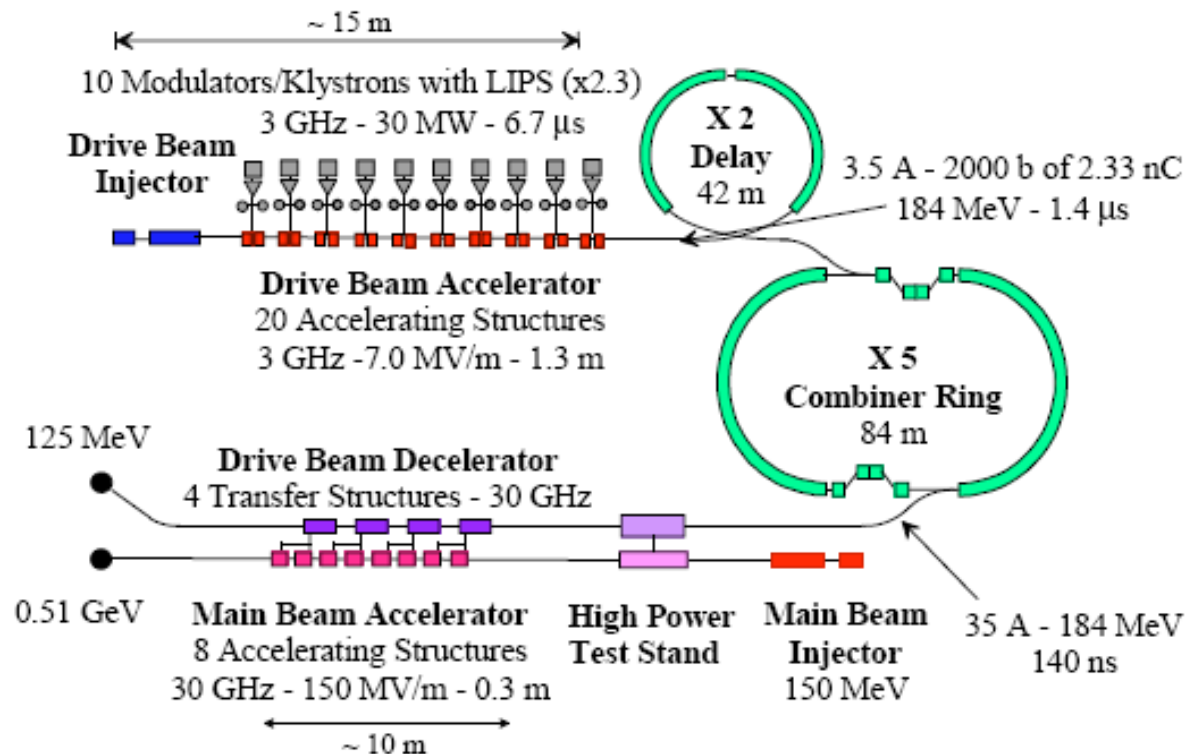 ~ 15 m
10 Modulators/Klystrons with LIPS (x2.3)
3 GHz - 30 MW - 6.7 μs
Drive Beam
Injector
X 2
Delay
42 m
3.5 A - 2000 b of 2.33 nC
184 MeV - 1.4 μs
Drive Beam Accelerator
20 Accelerating Structures
3 GHz -7.0 MV/m - 1.3 m
X 5
Combiner Ring
84 m
125 MeV
Drive Beam Decelerator
4 Transfer Structures - 30 GHz
0.51 GeV
Main Beam Accelerator
8 Accelerating Structures
30 GHz - 150 MV/m - 0.3 m
~ 10 m
High Power
Test Stand
Main Beam
Injector
150 MeV
35 A - 184 MeV
140 ns